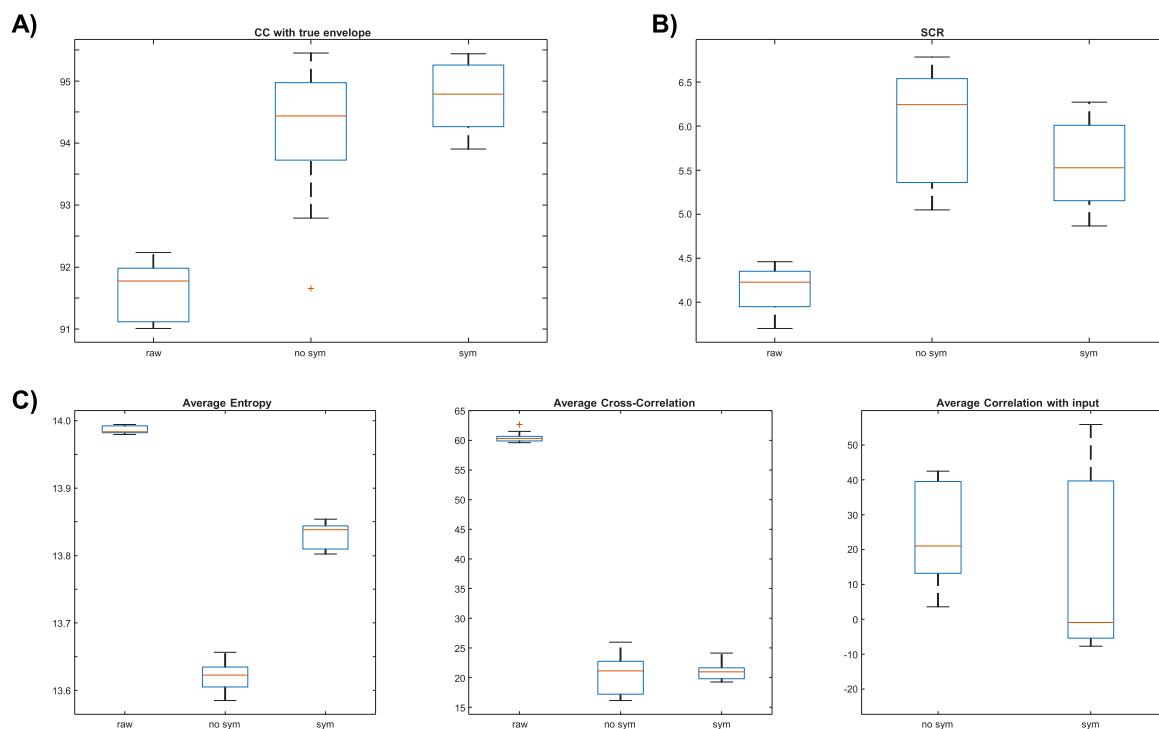 A)
CC with true envelope
95
94
93
92
91
raw
no sym
sym
B)
SCR
6.5
6.0
5.5
5.0
4.5
4.0
raw
no sym
sym
C)
Average Entropy
14.0
13.9
13.8
13.7
13.6
raw
no sym
sym
Average Cross-Correlation
65
60
55
50
45
40
35
30
25
20
15
raw
no sym
sym
Average Correlation with input
50
40
30
20
10
0
-10
-20
no sym
sym